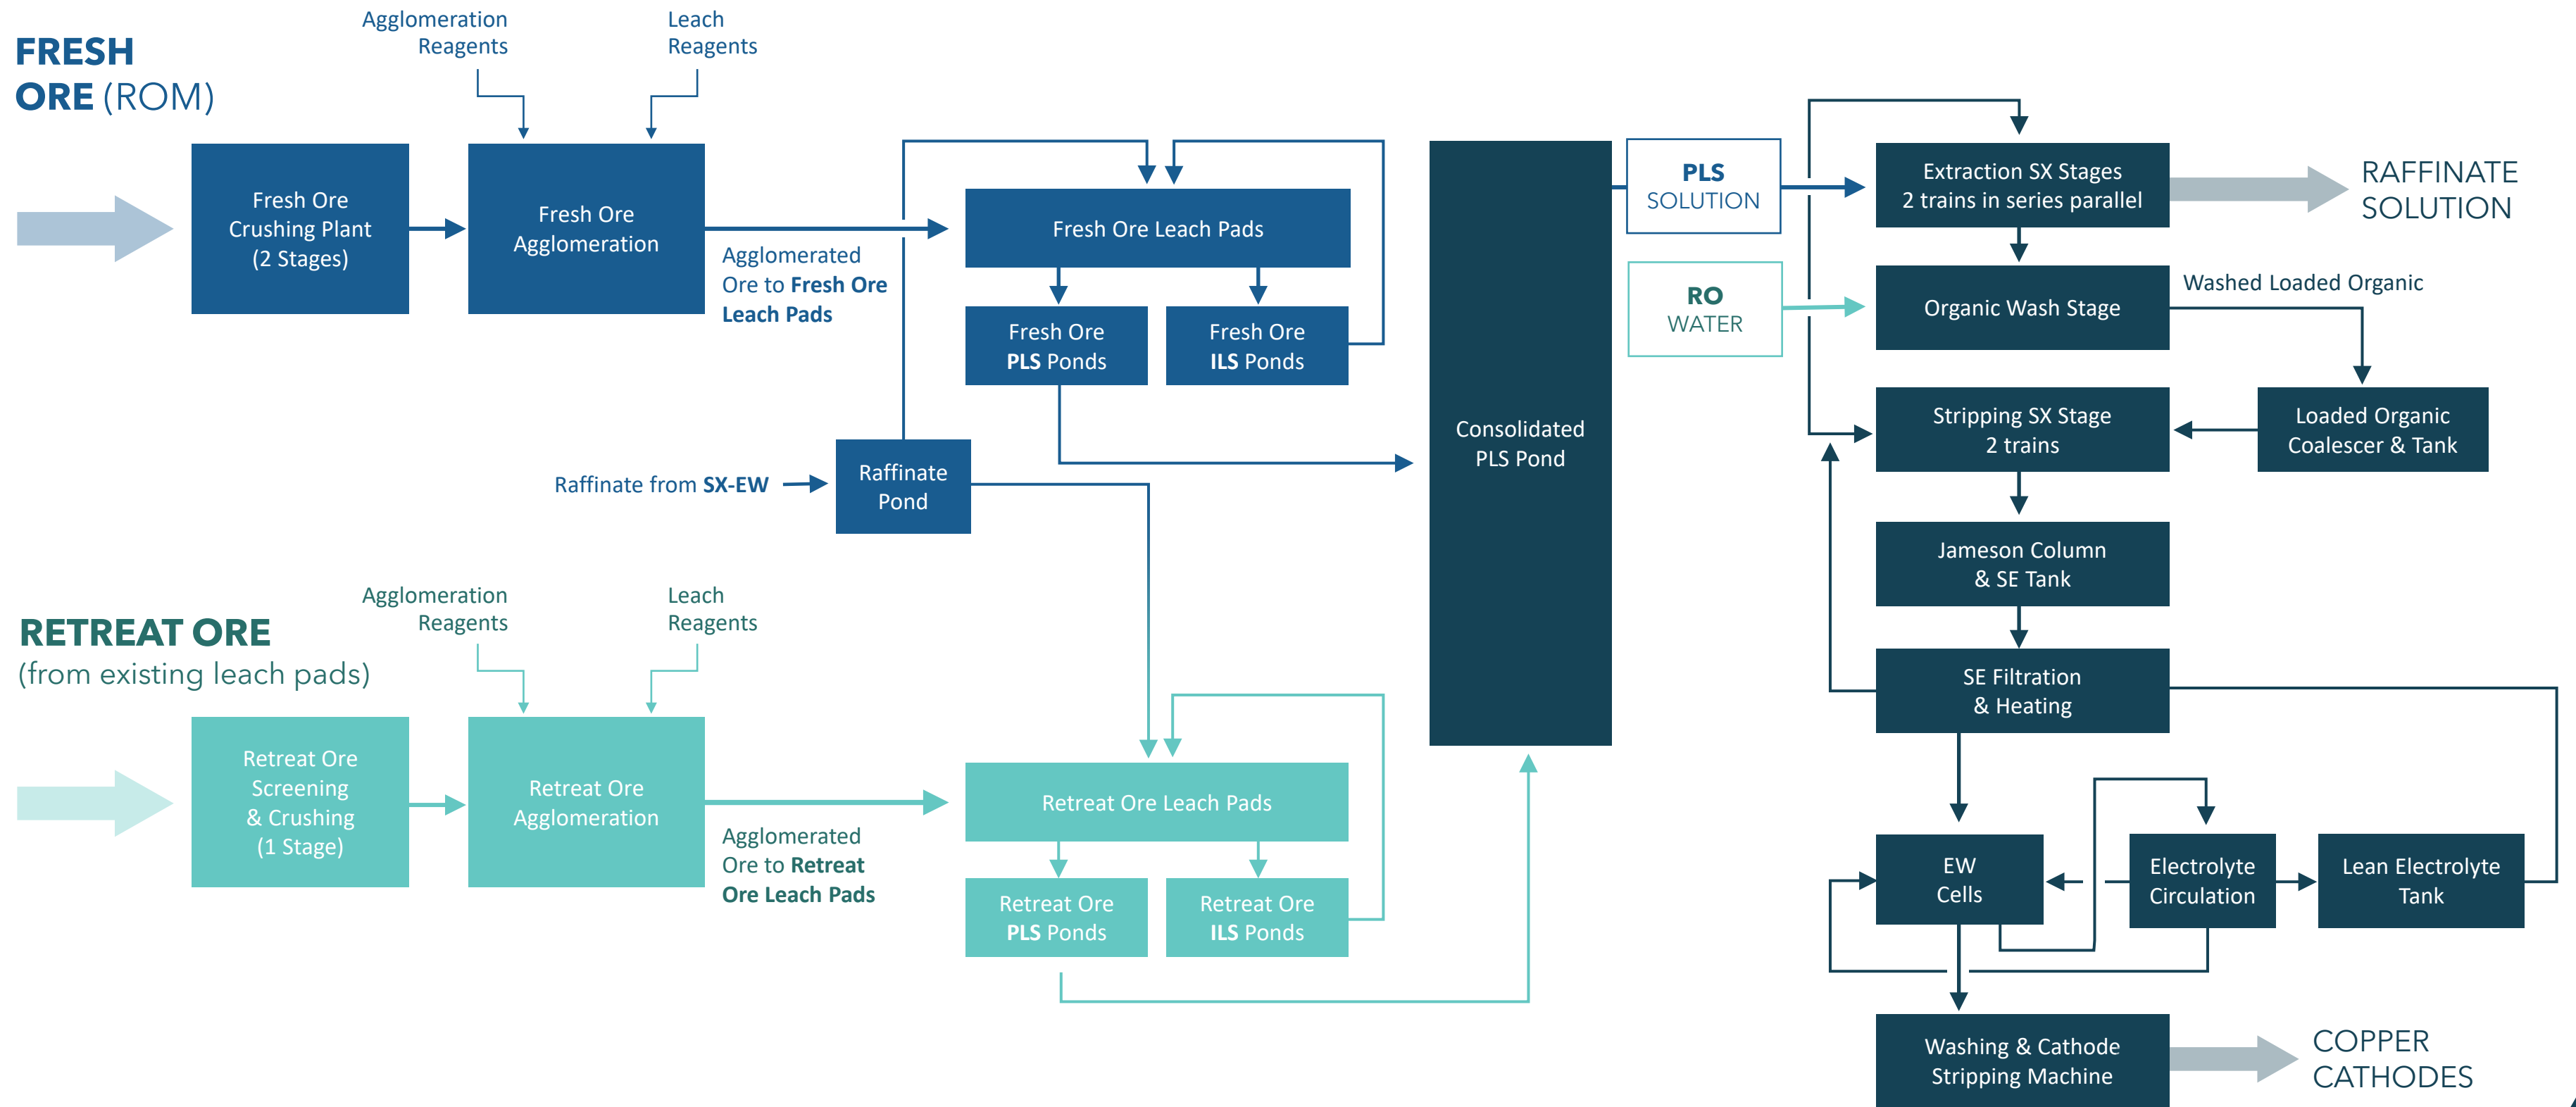 FRESH
ORE (ROM)
Agglomeration
Reagents
Leach
Reagents
Fresh Ore
Crushing Plant
(2 Stages)
Fresh Ore
Agglomeration
Agglomerated
Ore to Fresh Ore
Leach Pads
Fresh Ore Leach Pads
Fresh Ore
PLS Ponds
Fresh Ore
ILS Ponds
Raffinate from SX-EW
Raffinate
Pond
RETREAT ORE
(from existing leach pads)
Agglomeration
Reagents
Leach
Reagents
Retreat Ore
Screening
& Crushing
(1 Stage)
Retreat Ore
Agglomeration
Agglomerated
Ore to Retreat
Ore Leach Pads
Retreat Ore Leach Pads
Retreat Ore
PLS Ponds
Retreat Ore
ILS Ponds
Consolidated
PLS Pond
PLS
SOLUTION
RO
WATER
Extraction SX Stages
2 trains in series parallel
RAFFINATE
SOLUTION
Organic Wash Stage
Washed Loaded Organic
Stripping SX Stage
2 trains
Loaded Organic
Coalescer & Tank
Jameson Column
& SE Tank
SE Filtration
& Heating
EW
Cells
Electrolyte
Circulation
Lean Electrolyte
Tank
Washing & Cathode
Stripping Machine
COPPER
CATHODES